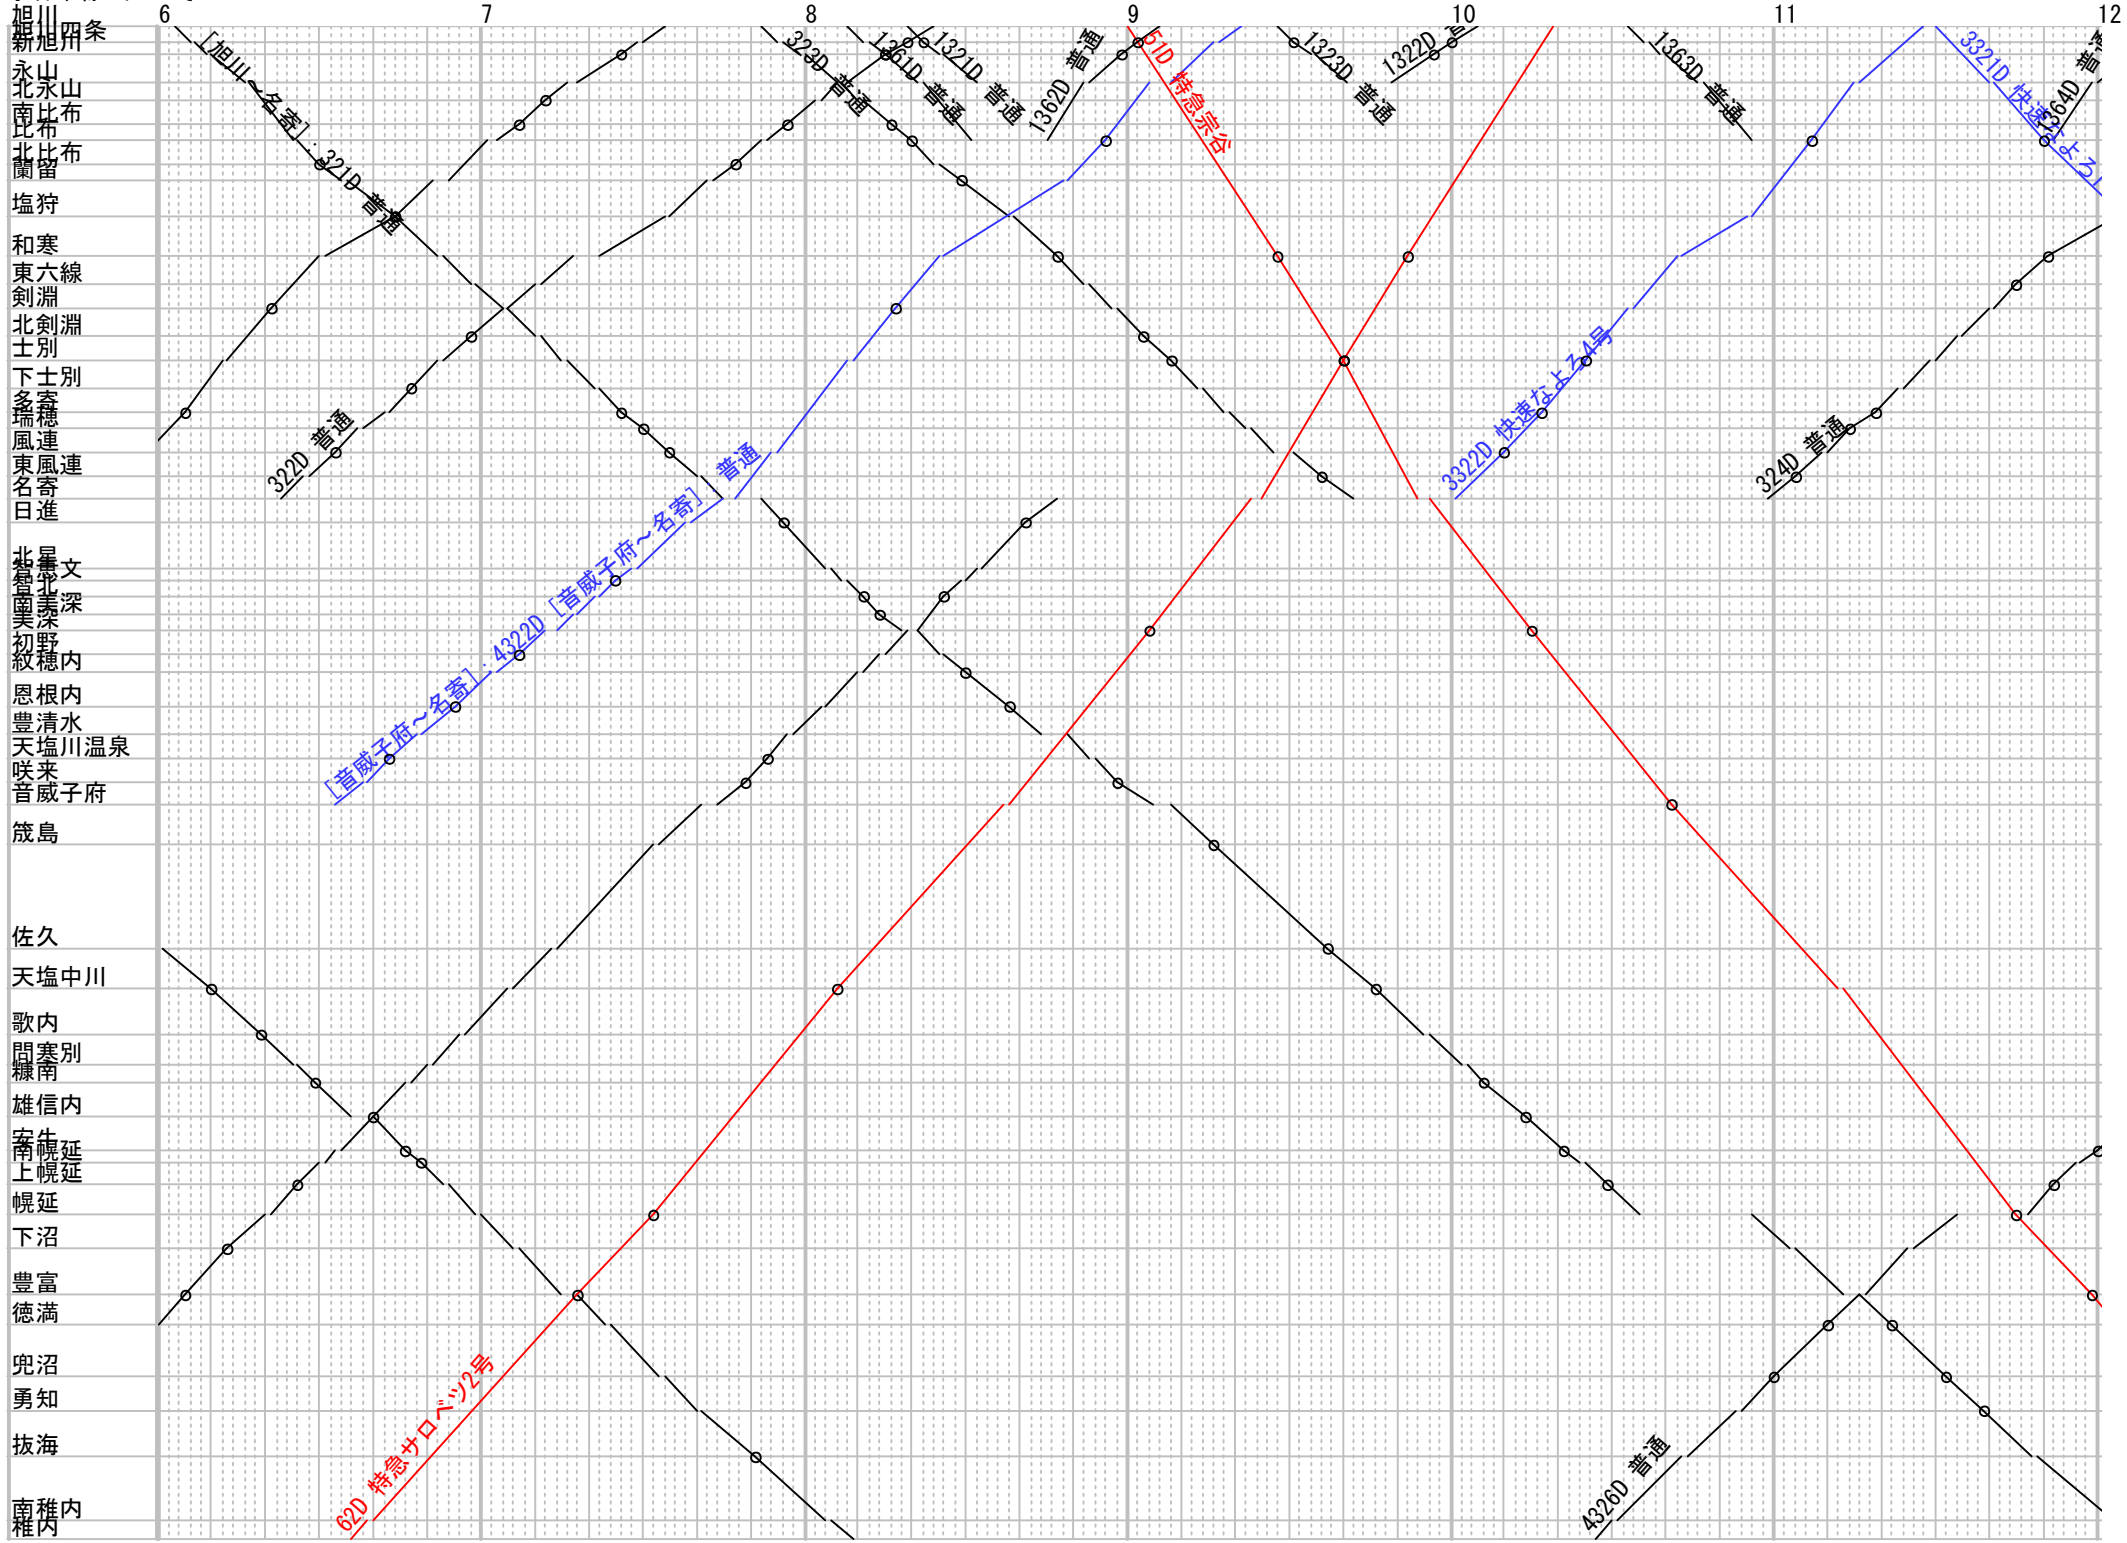 6 7 8 9 10 11 12
旭川
旭川四条
新旭川
永山
北永山
南比布
比布
北比布
蘭留
塩狩
和寒
東六線
剣淵
北剣淵
士別
下士別
多寄
瑞穂
風連
東風連
名寄
日進
北星
智恵文
智北
南美深
美深
初野
紋穂内
恩根内
豊清水
天塩川温泉
咲来
音威子府
筬島
佐久
天塩中川
歌内
問寒別
糠南
雄信内
安牛
南幌延
上幌延
幌延
下沼
豊富
徳満
兜沼
勇知
抜海
南稚内
稚内
[旭川～名寄]:321D 普通
323D 普通
1361D 普通
1321D 普通
1362D 普通
51D 特急宗谷
1323D 普通
1322D
1363D 普通
3321D 快速なよろ
1364D 普通
322D 普通
3322D 快速なよろ4号
324D 普通
[音威子府～名寄]:4322D [音威子府～名寄] 普通
62D 特急サロベツ2号
4326D 普通